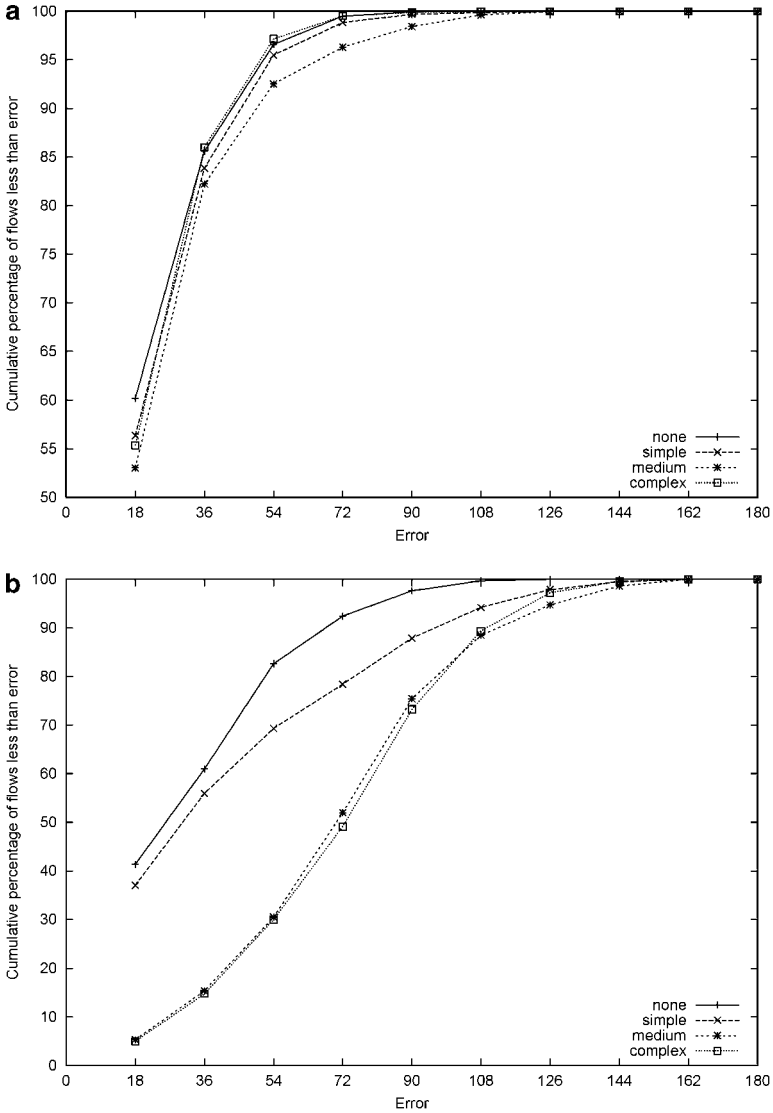 a
Cumulative percentage of flows less than error
100
95
90
85
80
75
70
65
60
55
50
none
simple
medium
complex
0 18 36 54 72 90 108 126 144 162 180
Error
b
Cumulative percentage of flows less than error
100
90
80
70
60
50
40
30
20
10
0
none
simple
medium
complex
0 18 36 54 72 90 108 126 144 162 180
Error